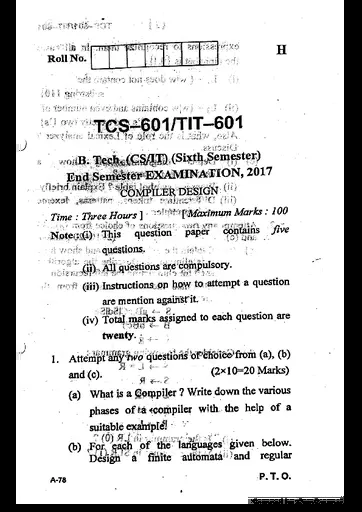 H
Roll No.
TCS–601/TIT–601
B. Tech. (CS/IT) (Sixth Semester)
End Semester EXAMINATION, 2017
COMPILER DESIGN
Time : Three Hours ] [ Maximum Marks : 100
Note : (i) This question paper contains five
questions.
(ii) All questions are compulsory.
(iii) Instructions on how to attempt a question
are mention against it.
(iv) Total marks assigned to each question are
twenty.
1. Attempt any two questions of choice from (a), (b)
and (c). (2×10=20 Marks)
(a) What is a Compiler ? Write down the various
phases of a compiler with the help of a
suitable example.
(b) For each of the languages given below.
Design a finite automata and regular
A-78 P. T. O.